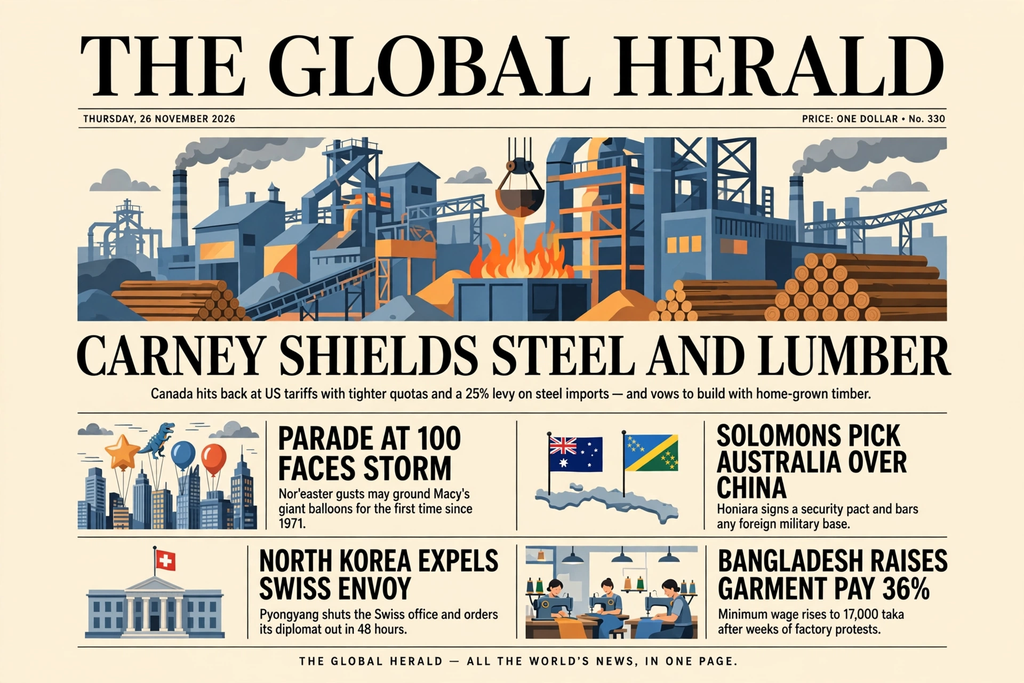 THE GLOBAL HERALD
THURSDAY, 26 NOVEMBER 2026
PRICE: ONE DOLLAR • No. 330
CARNEY SHIELDS STEEL AND LUMBER
Canada hits back at US tariffs with tighter quotas and a 25% levy on steel imports — and vows to build with home-grown timber.
PARADE AT 100
FACES STORM
Nor'easter gusts may ground Macy's
giant balloons for the first time since
1971.
SOLOMONS PICK
AUSTRALIA OVER
CHINA
Honiara signs a security pact and bars
any foreign military base.
NORTH KOREA EXPELS
SWISS ENVOY
Pyongyang shuts the Swiss office and orders
its diplomat out in 48 hours.
BANGLADESH RAISES
GARMENT PAY 36%
Minimum wage rises to 17,000 taka
after weeks of factory protests.
THE GLOBAL HERALD — ALL THE WORLD'S NEWS, IN ONE PAGE.